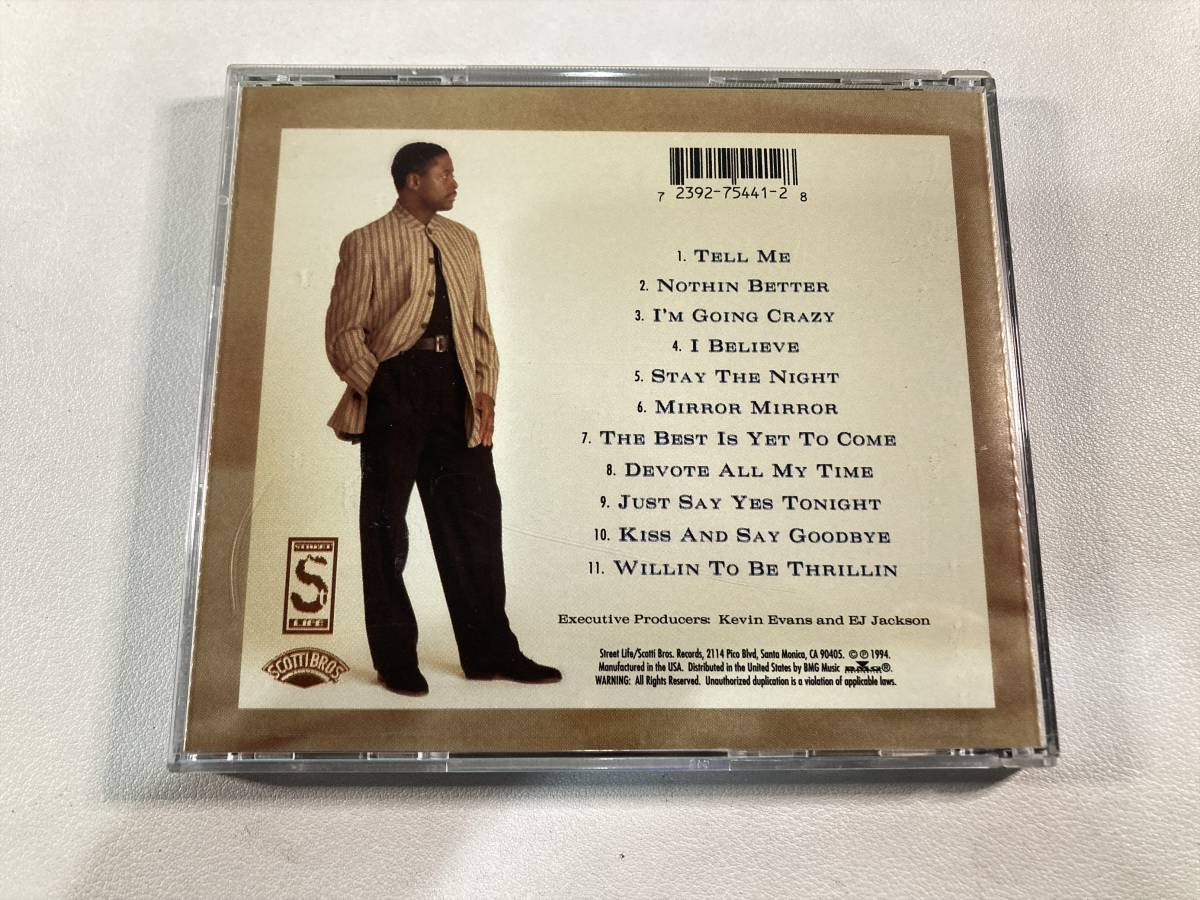 7 2392-75441-2 8
1. TELL ME
2. NOTHIN BETTER
3. I'M GOING CRAZY
4. I BELIEVE
5. STAY THE NIGHT
6. MIRROR MIRROR
7. THE BEST IS YET TO COME
8. DEVOTE ALL MY TIME
9. JUST SAY YES TONIGHT
10. KISS AND SAY GOODBYE
11. WILLIN TO BE THRILLIN
Executive Producers: Kevin Evans and EJ Jackson
Street Life/Scotti Bros. Records, 2114 Pico Blvd, Santa Monica, CA 90405. © ℗ 1994.
Manufactured in the USA. Distributed in the United States by BMG Music BMG ®.
WARNING: All Rights Reserved. Unauthorized duplication is a violation of applicable laws.
STREET
S
LIFE
SCOTTI BROS